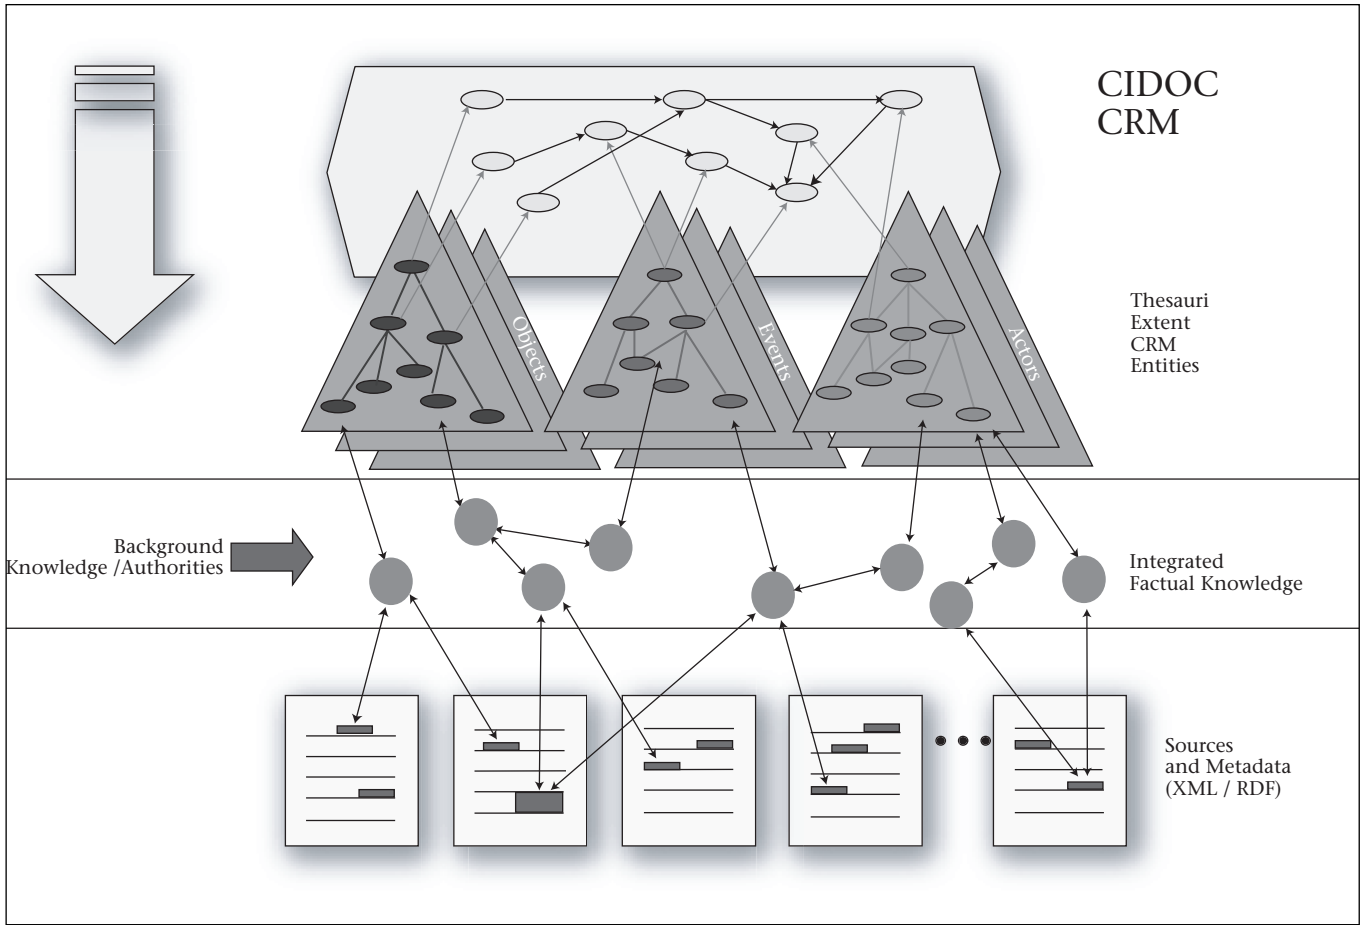 CIDOC
CRM
Objects
Events
Actors
Thesauri
Extent
CRM
Entities
Background
Knowledge /Authorities
Integrated
Factual Knowledge
Sources
and Metadata
(XML / RDF)